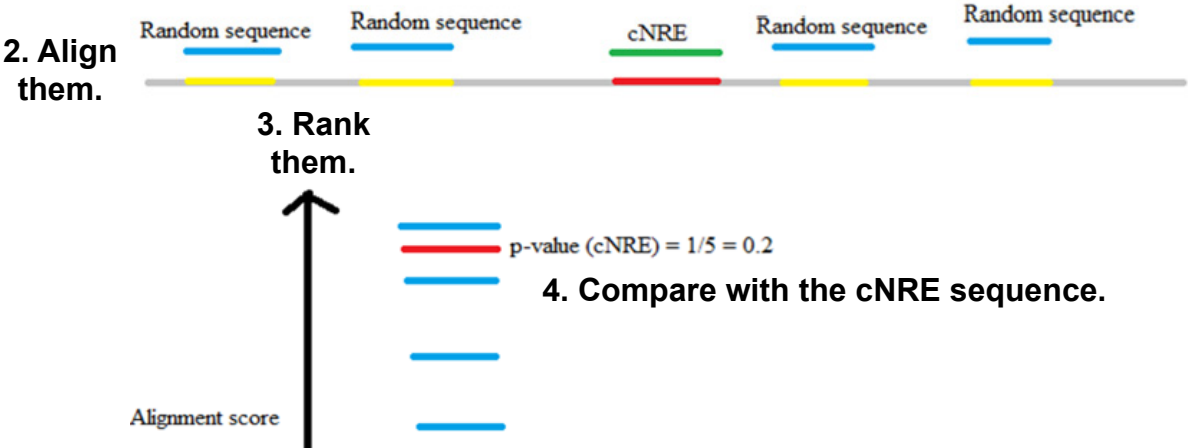 2. Align
them.
Random sequence
Random sequence
cNRE
Random sequence
Random sequence
3. Rank
them.
p-value (cNRE) = 1/5 = 0.2
4. Compare with the cNRE sequence.
Alignment score